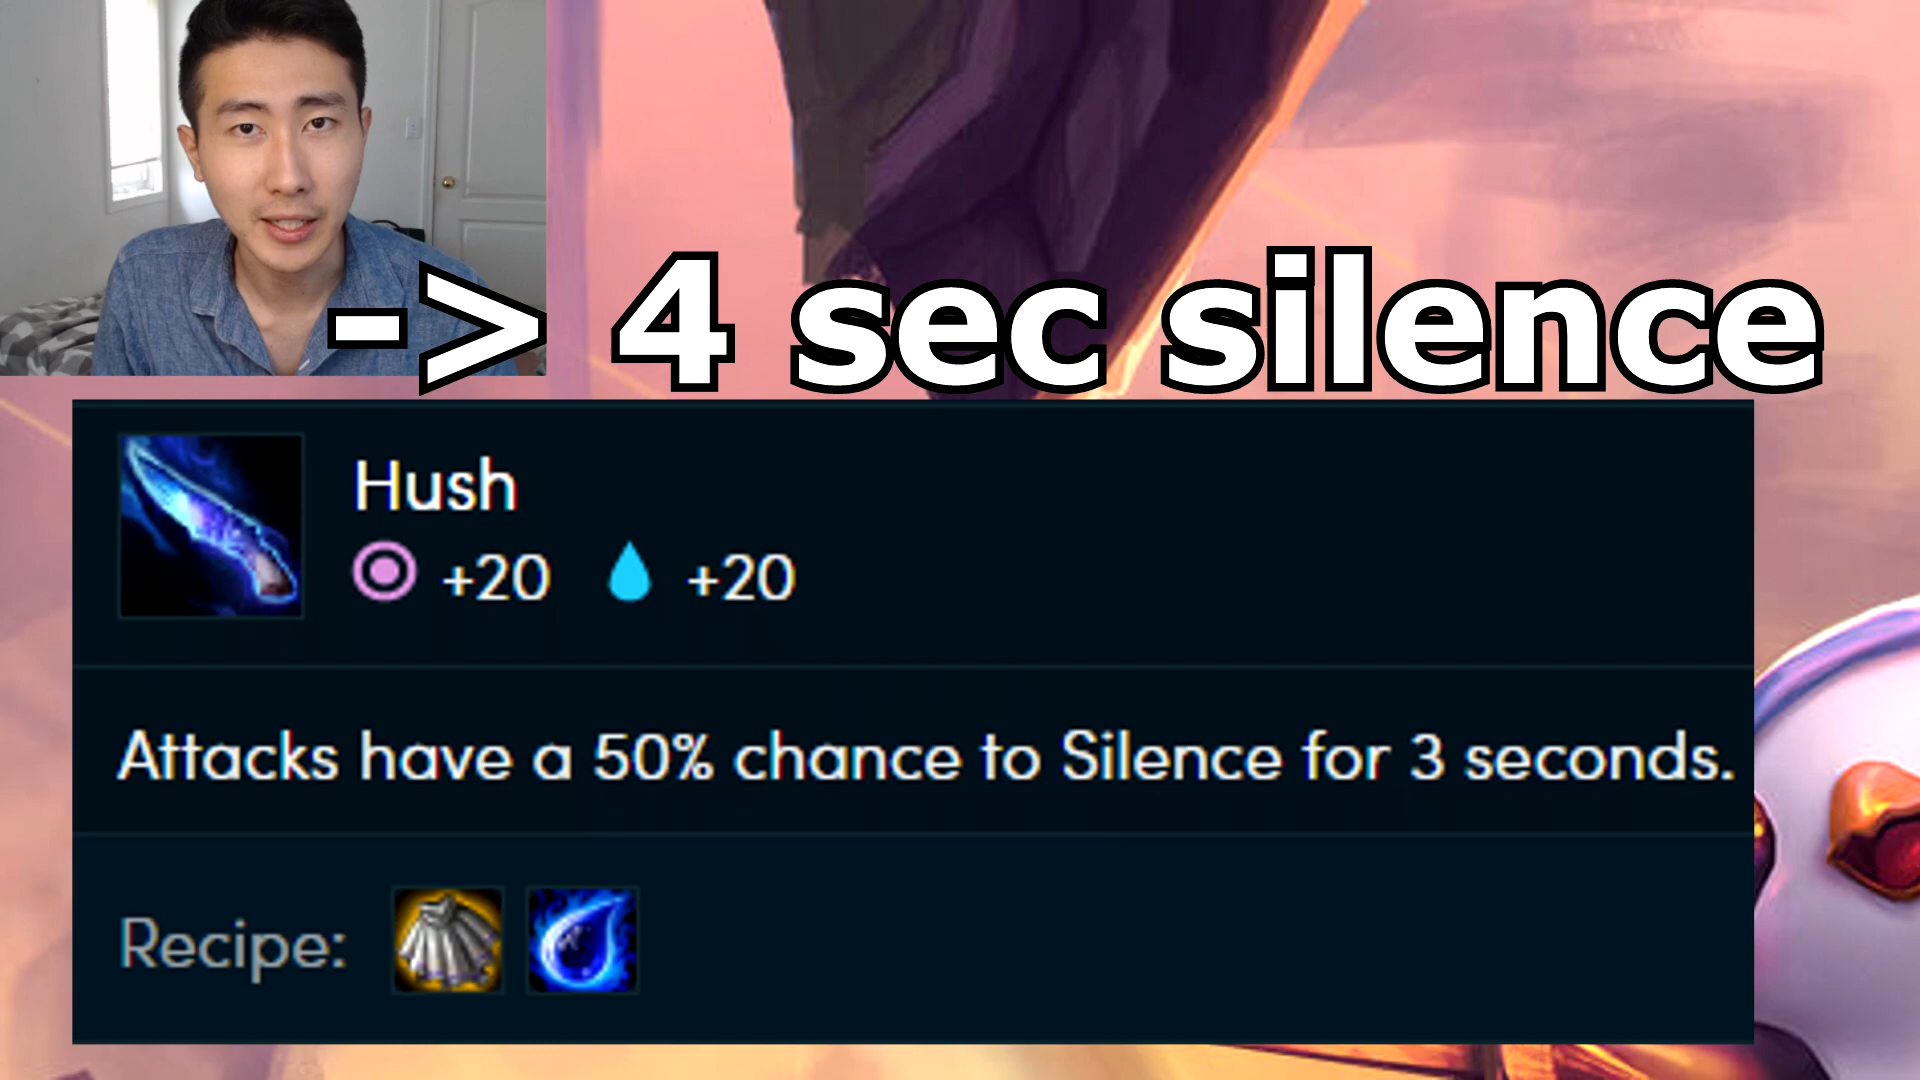 -> 4 sec silence
Hush
+20 +20
Attacks have a 50% chance to Silence for 3 seconds.
Recipe: